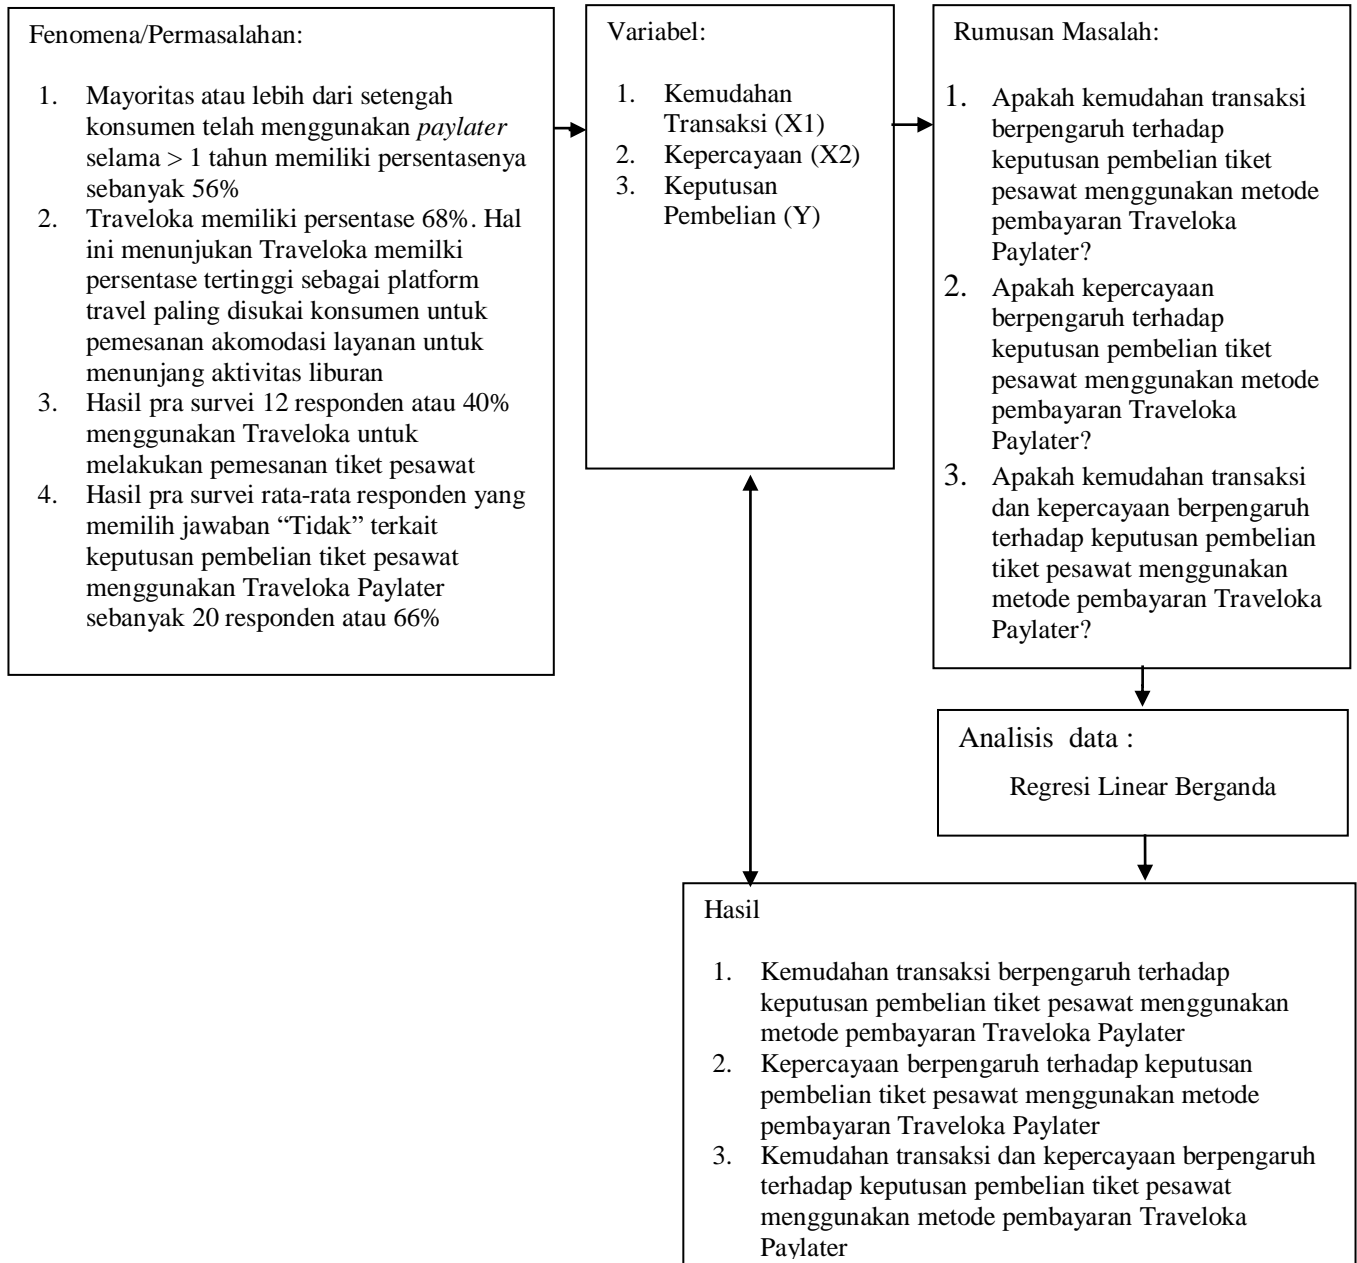 Fenomena/Permasalahan:
1. Mayoritas atau lebih dari setengah
konsumen telah menggunakan paylater
selama > 1 tahun memiliki persentasenya
sebanyak 56%
2. Traveloka memiliki persentase 68%. Hal
ini menunjukan Traveloka memilki
persentase tertinggi sebagai platform
travel paling disukai konsumen untuk
pemesanan akomodasi layanan untuk
menunjang aktivitas liburan
3. Hasil pra survei 12 responden atau 40%
menggunakan Traveloka untuk
melakukan pemesanan tiket pesawat
4. Hasil pra survei rata-rata responden yang
memilih jawaban “Tidak” terkait
keputusan pembelian tiket pesawat
menggunakan Traveloka Paylater
sebanyak 20 responden atau 66%
Variabel:
1. Kemudahan
Transaksi (X1)
2. Kepercayaan (X2)
3. Keputusan
Pembelian (Y)
Rumusan Masalah:
1. Apakah kemudahan transaksi
berpengaruh terhadap
keputusan pembelian tiket
pesawat menggunakan metode
pembayaran Traveloka
Paylater?
2. Apakah kepercayaan
berpengaruh terhadap
keputusan pembelian tiket
pesawat menggunakan metode
pembayaran Traveloka
Paylater?
3. Apakah kemudahan transaksi
dan kepercayaan berpengaruh
terhadap keputusan pembelian
tiket pesawat menggunakan
metode pembayaran Traveloka
Paylater?
Analisis data :
Regresi Linear Berganda
Hasil
1. Kemudahan transaksi berpengaruh terhadap
keputusan pembelian tiket pesawat menggunakan
metode pembayaran Traveloka Paylater
2. Kepercayaan berpengaruh terhadap keputusan
pembelian tiket pesawat menggunakan metode
pembayaran Traveloka Paylater
3. Kemudahan transaksi dan kepercayaan berpengaruh
terhadap keputusan pembelian tiket pesawat
menggunakan metode pembayaran Traveloka
Paylater